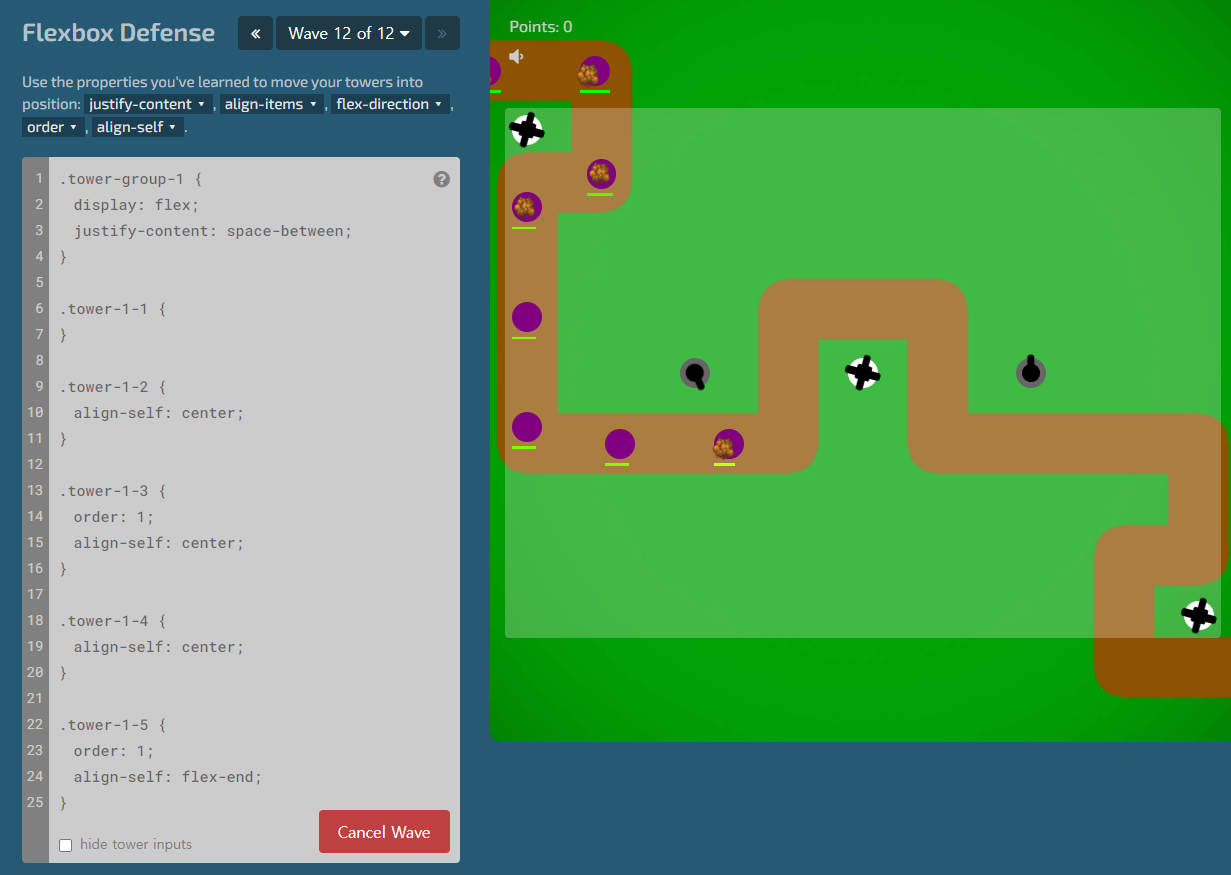 Flexbox Defense
«
Wave 12 of 12
»
Use the properties you've learned to move your towers into
position: justify-content ▾, align-items ▾, flex-direction ▾,
order ▾, align-self ▾.
1 .tower-group-1 {
2 display: flex;
3 justify-content: space-between;
4 }
5
6 .tower-1-1 {
7 }
8
9 .tower-1-2 {
10 align-self: center;
11 }
12
13 .tower-1-3 {
14 order: 1;
15 align-self: center;
16 }
17
18 .tower-1-4 {
19 align-self: center;
20 }
21
22 .tower-1-5 {
23 order: 1;
24 align-self: flex-end;
25 }
?
hide tower inputs
Cancel Wave
Points: 0